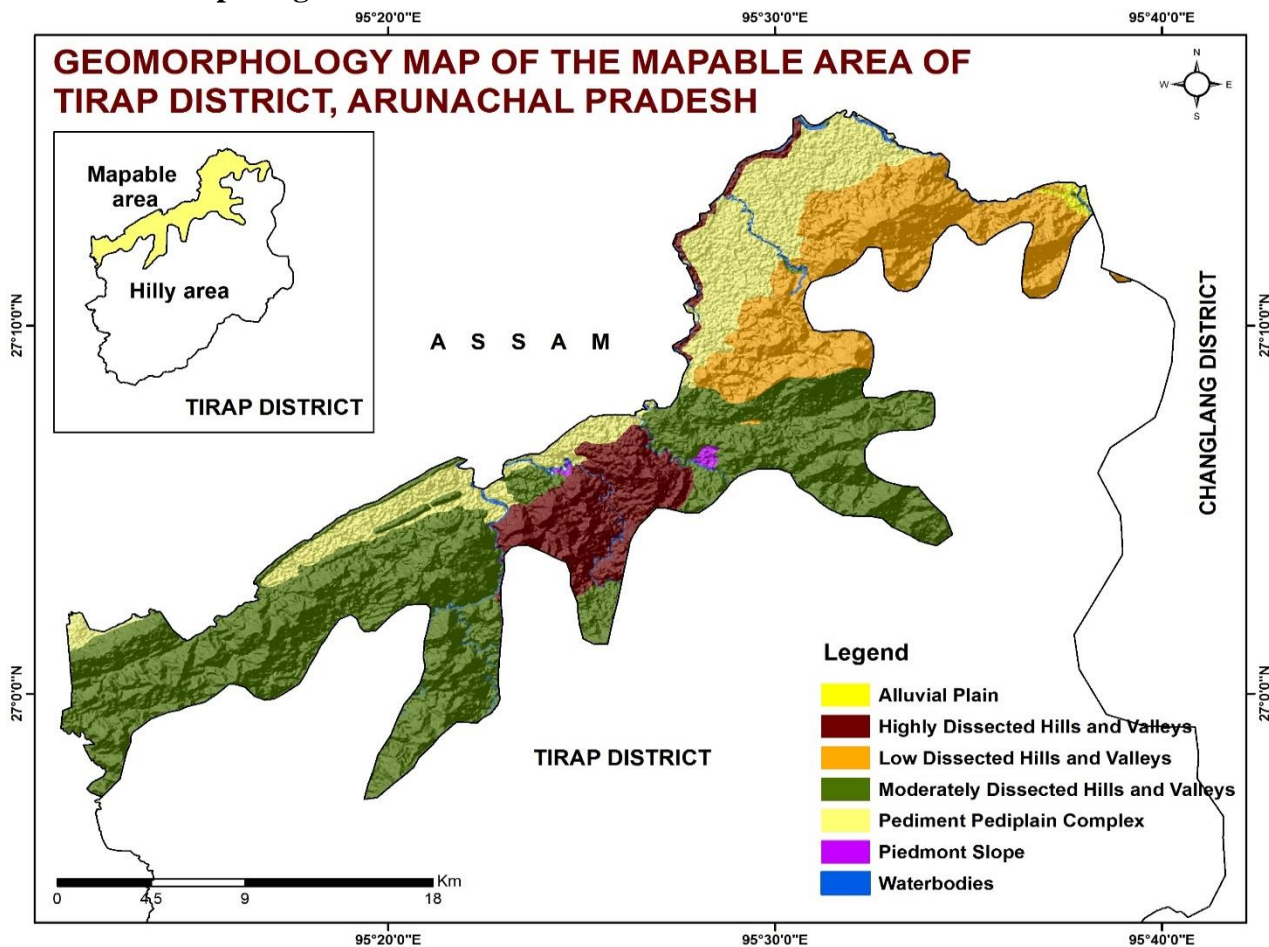 95°20'0"E 95°30'0"E 95°40'0"E
GEOMORPHOLOGY MAP OF THE MAPABLE AREA OF
TIRAP DISTRICT, ARUNACHAL PRADESH
N
W E
S
Mapable
area
Hilly area
TIRAP DISTRICT
27°10'0"N
A S S A M
27°10'0"N
CHANGLANG DISTRICT
27°0'0"N
TIRAP DISTRICT
27°0'0"N
Legend
Alluvial Plain
Highly Dissected Hills and Valleys
Low Dissected Hills and Valleys
Moderately Dissected Hills and Valleys
Pediment Pediplain Complex
Piedmont Slope
Waterbodies
Km
0 4.5 9 18
95°20'0"E 95°30'0"E 95°40'0"E